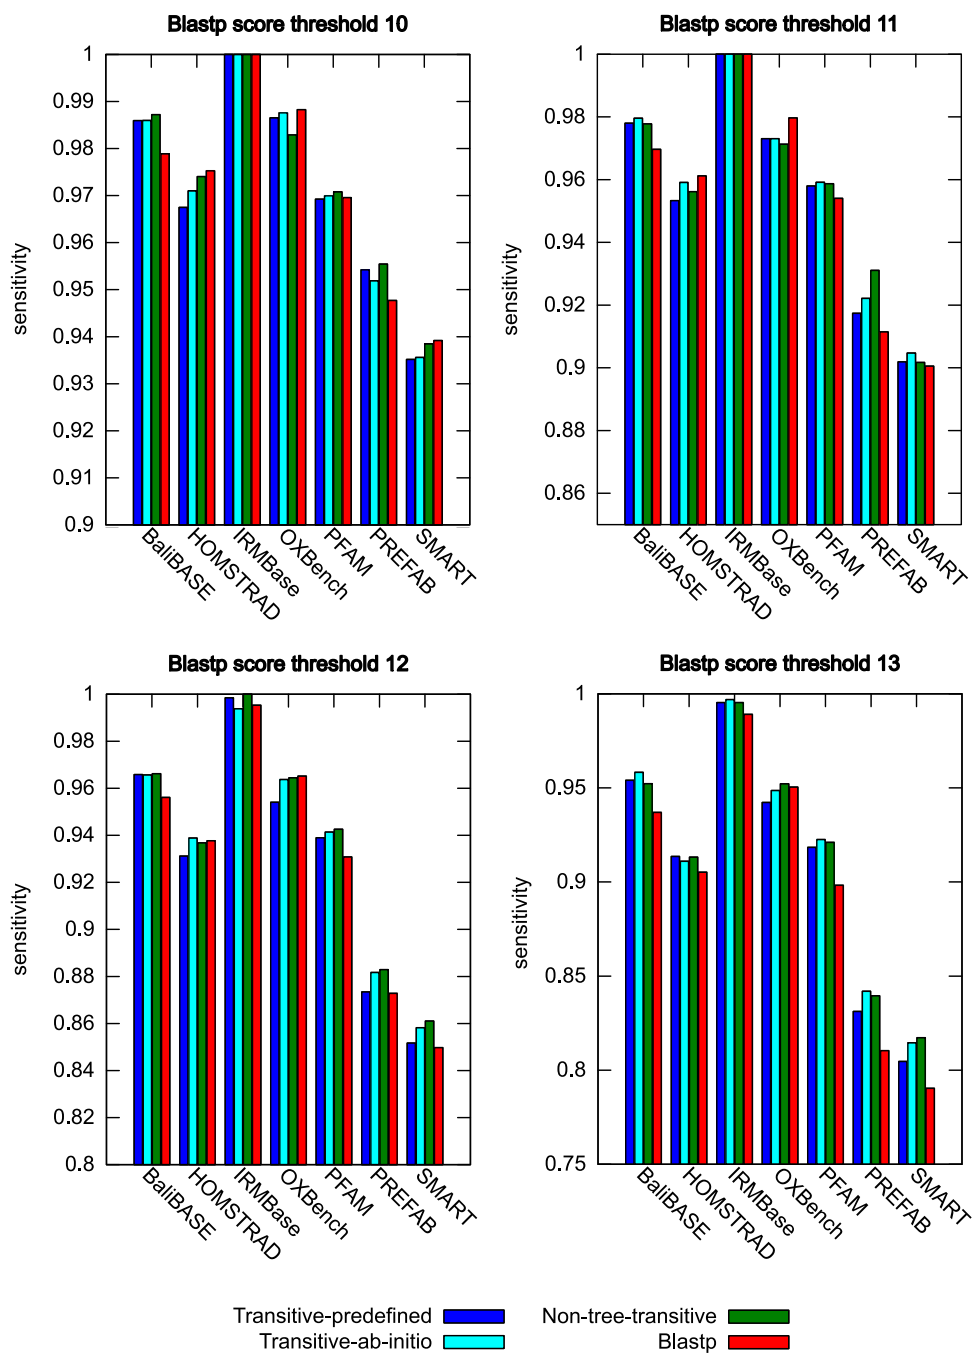 Blastp score threshold 10
1
0.99
0.98
0.97
0.96
0.95
0.94
0.93
0.92
0.91
0.9
sensitivity
BaliBASE
HOMSTRAD
IRMBase
OXBench
PFAM
PREFAB
SMART
Blastp score threshold 11
1
0.98
0.96
0.94
0.92
0.9
0.88
0.86
sensitivity
BaliBASE
HOMSTRAD
IRMBase
OXBench
PFAM
PREFAB
SMART
Blastp score threshold 12
1
0.98
0.96
0.94
0.92
0.9
0.88
0.86
0.84
0.82
0.8
sensitivity
BaliBASE
HOMSTRAD
IRMBase
OXBench
PFAM
PREFAB
SMART
Blastp score threshold 13
1
0.95
0.9
0.85
0.8
0.75
sensitivity
BaliBASE
HOMSTRAD
IRMBase
OXBench
PFAM
PREFAB
SMART
Transitive-predefined
Transitive-ab-initio
Non-tree-transitive
Blastp